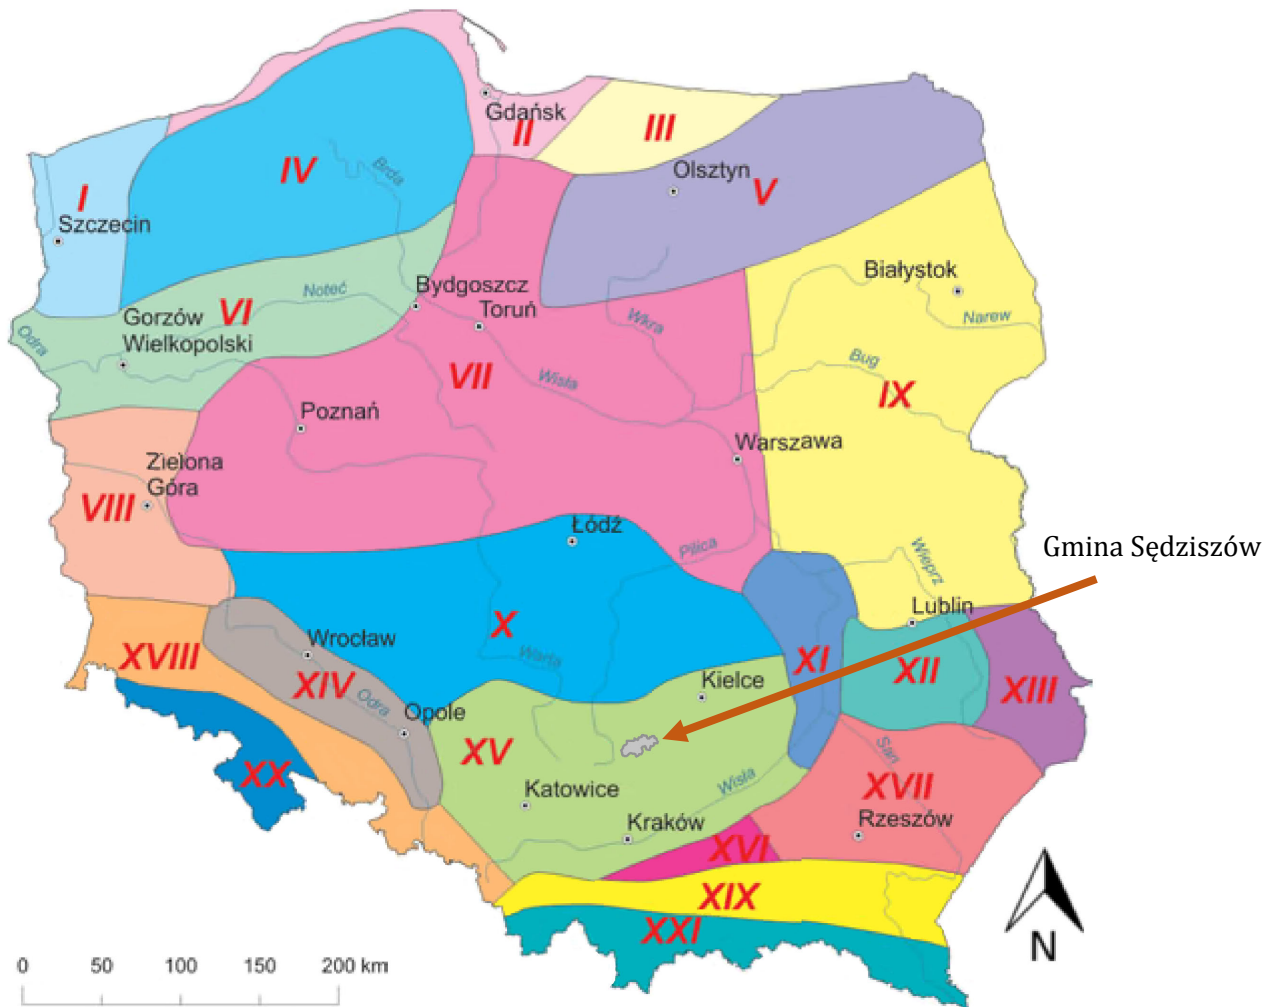 Gdańsk
II
III
IV
Brda
Olsztyn
V
I
Szczecin
Białystok
Bydgoszcz
Noteć
VI
Toruń
Gorzów
Wielkopolski
Odra
Wkra
Narew
Bug
VII
Wisła
IX
Poznań
Warszawa
Zielona
Góra
VIII
Łódź
Pilica
Wieprz
Gmina Sędziszów
Lublin
X
Wrocław
Warta
XVIII
XIV
Odra
XI
XII
XIII
Kielce
Opole
XV
San
XX
Katowice
Wisła
XVII
Kraków
Rzeszów
XVI
XIX
XXI
N
0 50 100 150 200 km